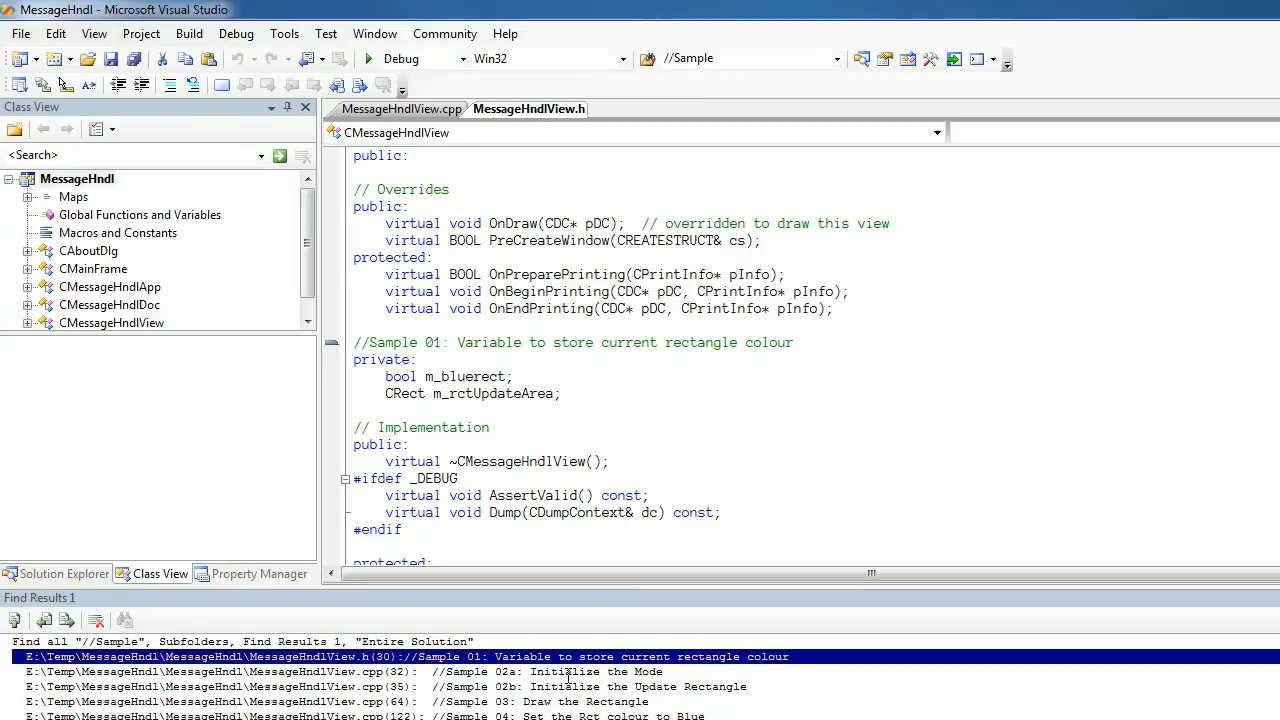 MessageHndl - Microsoft Visual Studio
File Edit View Project Build Debug Tools Test Window Community Help
Debug Win32 //Sample
Class View
MessageHndlView.cpp MessageHndlView.h
CMessageHndlView
<Search>
MessageHndl
Maps
Global Functions and Variables
Macros and Constants
CAboutDlg
CMainFrame
CMessageHndlApp
CMessageHndlDoc
CMessageHndlView
Solution Explorer Class View Property Manager
public:
// Overrides
public:
virtual void OnDraw(CDC* pDC);  // overridden to draw this view
virtual BOOL PreCreateWindow(CREATESTRUCT& cs);
protected:
virtual BOOL OnPreparePrinting(CPrintInfo* pInfo);
virtual void OnBeginPrinting(CDC* pDC, CPrintInfo* pInfo);
virtual void OnEndPrinting(CDC* pDC, CPrintInfo* pInfo);
//Sample 01: Variable to store current rectangle colour
private:
bool m_bluerect;
CRect m_rctUpdateArea;
// Implementation
public:
virtual ~CMessageHndlView();
#ifdef _DEBUG
virtual void AssertValid() const;
virtual void Dump(CDumpContext& dc) const;
#endif
protected:
Find Results 1
Find all "//Sample", Subfolders, Find Results 1, "Entire Solution"
E:\Temp\MessageHndl\MessageHndl\MessageHndlView.h(30)://Sample 01: Variable to store current rectangle colour
E:\Temp\MessageHndl\MessageHndl\MessageHndlView.cpp(32):  //Sample 02a: Initialize the Mode
E:\Temp\MessageHndl\MessageHndl\MessageHndlView.cpp(35):  //Sample 02b: Initialize the Update Rectangle
E:\Temp\MessageHndl\MessageHndl\MessageHndlView.cpp(64):  //Sample 03: Draw the Rectangle
E:\Temp\MessageHndl\MessageHndl\MessageHndlView.cpp(122):  //Sample 04: Set the Rct colour to Blue